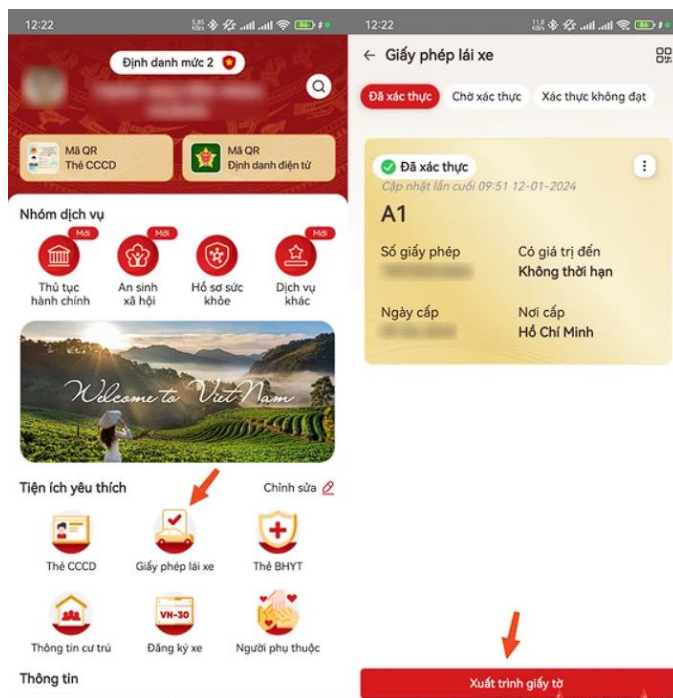 12:22
5,85 KB/s
84
Định danh mức 2
Mã QR
Thẻ CCCD
Mã QR
Định danh điện tử
Nhóm dịch vụ
Mới
Mới
Mới
Thủ tục
hành chính
An sinh
xã hội
Hồ sơ sức
khỏe
Dịch vụ
khác
Welcome to Viet Nam
Tiện ích yêu thích
Chỉnh sửa
Thẻ CCCD
Giấy phép lái xe
Thẻ BHYT
VN-30
Thông tin cư trú
Đăng ký xe
Người phụ thuộc
Thông tin
12:22
Giấy phép lái xe
Đã xác thực
Chờ xác thực
Xác thực không đạt
Đã xác thực
Cập nhật lần cuối 09:51 12-01-2024
A1
Số giấy phép
Có giá trị đến
Không thời hạn
Ngày cấp
Nơi cấp
Hồ Chí Minh
Xuất trình giấy tờ